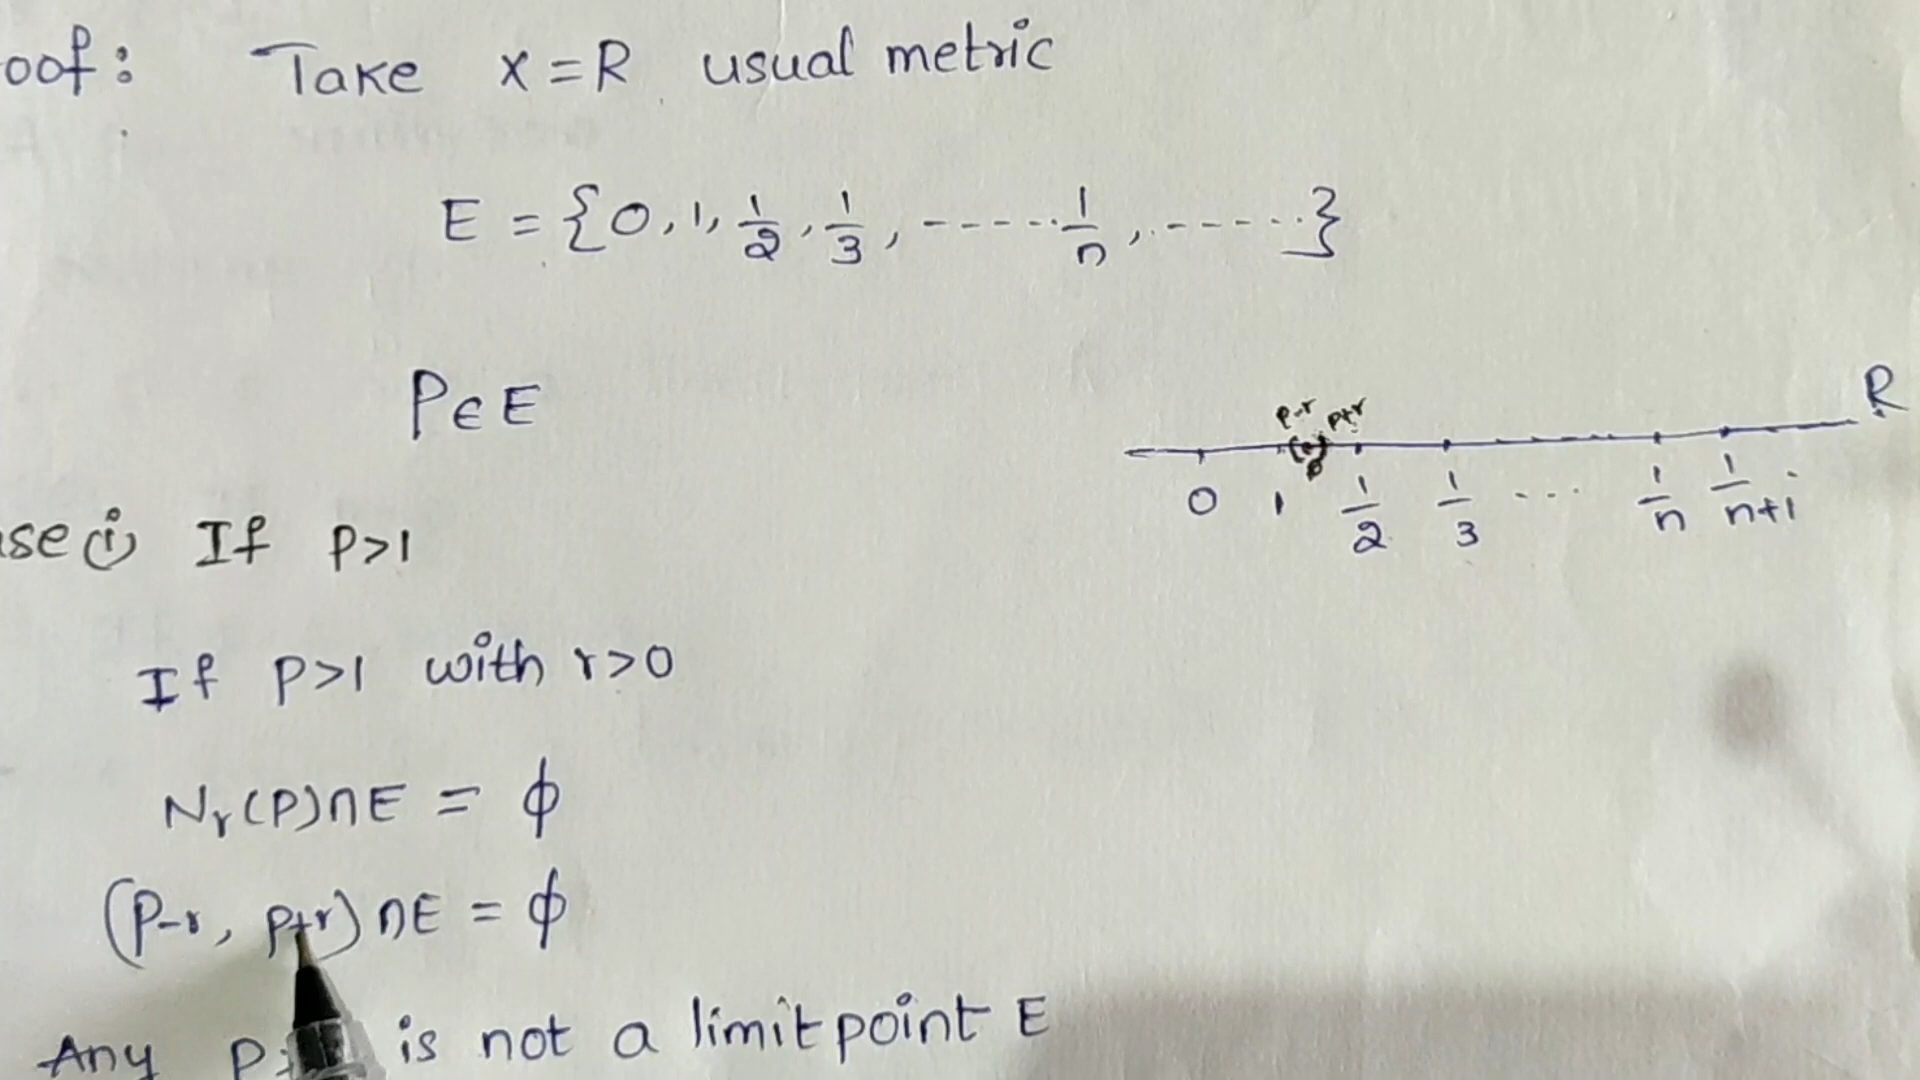 oof: Take X = R usual metric
E = {0, 1, 1/2, 1/3, ------ 1/n, ------}
P ∈ E
R
p-r p+r
p
0 1 1/2 1/3 ... 1/n 1/n+1
se (i) If P>1
If P>1 with r>0
Nr(P)∩E = ϕ
(P-r, P+r)∩E = ϕ
Any P is not a limit point E